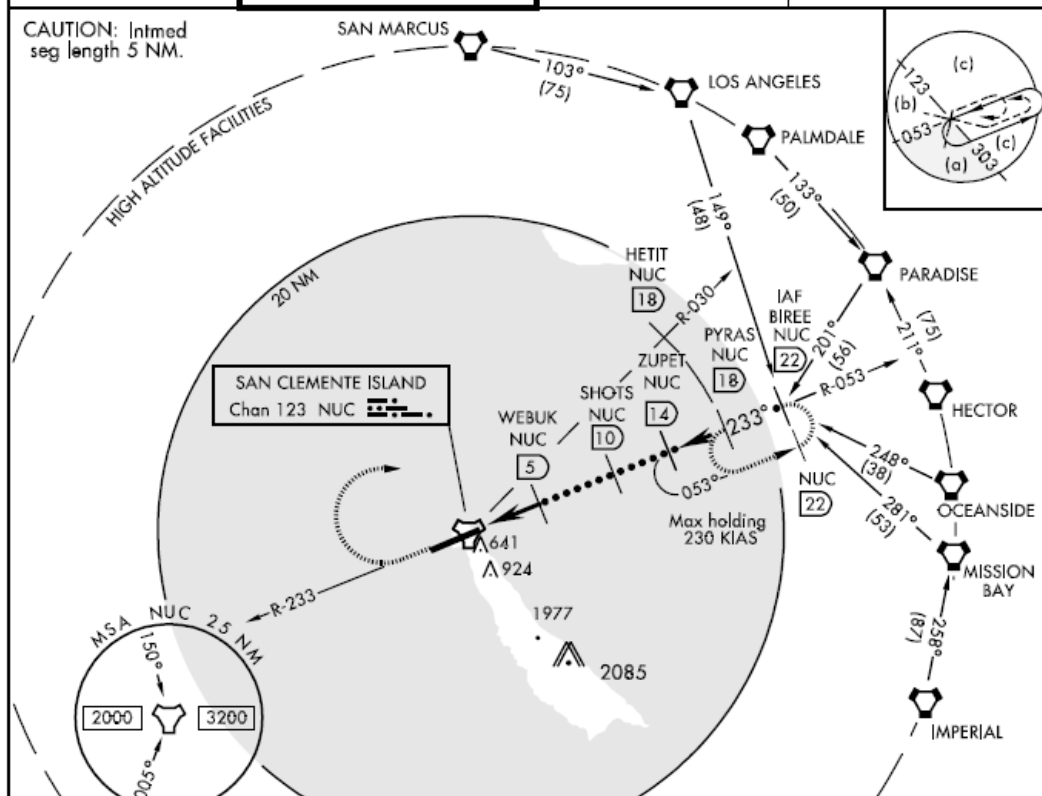 CAUTION: Intmed
seg length 5 NM.
SAN MARCUS
103°
(75)
LOS ANGELES
PALMDALE
133°
(50)
HIGH ALTITUDE FACILITIES
149°
(48)
PARADISE
(c)
123
(b)
053
(a)
(c)
303
20 NM
HETIT
NUC
18
R-030
IAF
BIREE
NUC
22
201°
(56)
(75)
211°
R-053
PYRAS
NUC
18
ZUPET
NUC
14
SHOTS
NUC
10
WEBUK
NUC
5
233°
053°
NUC
22
Max holding
230 KIAS
HECTOR
248°
(38)
OCEANSIDE
281°
(53)
MISSION
BAY
SAN CLEMENTE ISLAND
Chan 123 NUC
641
924
R-233
1977
2085
MSA NUC 25 NM
150°
2000
3200
005°
(87)
258°
IMPERIAL